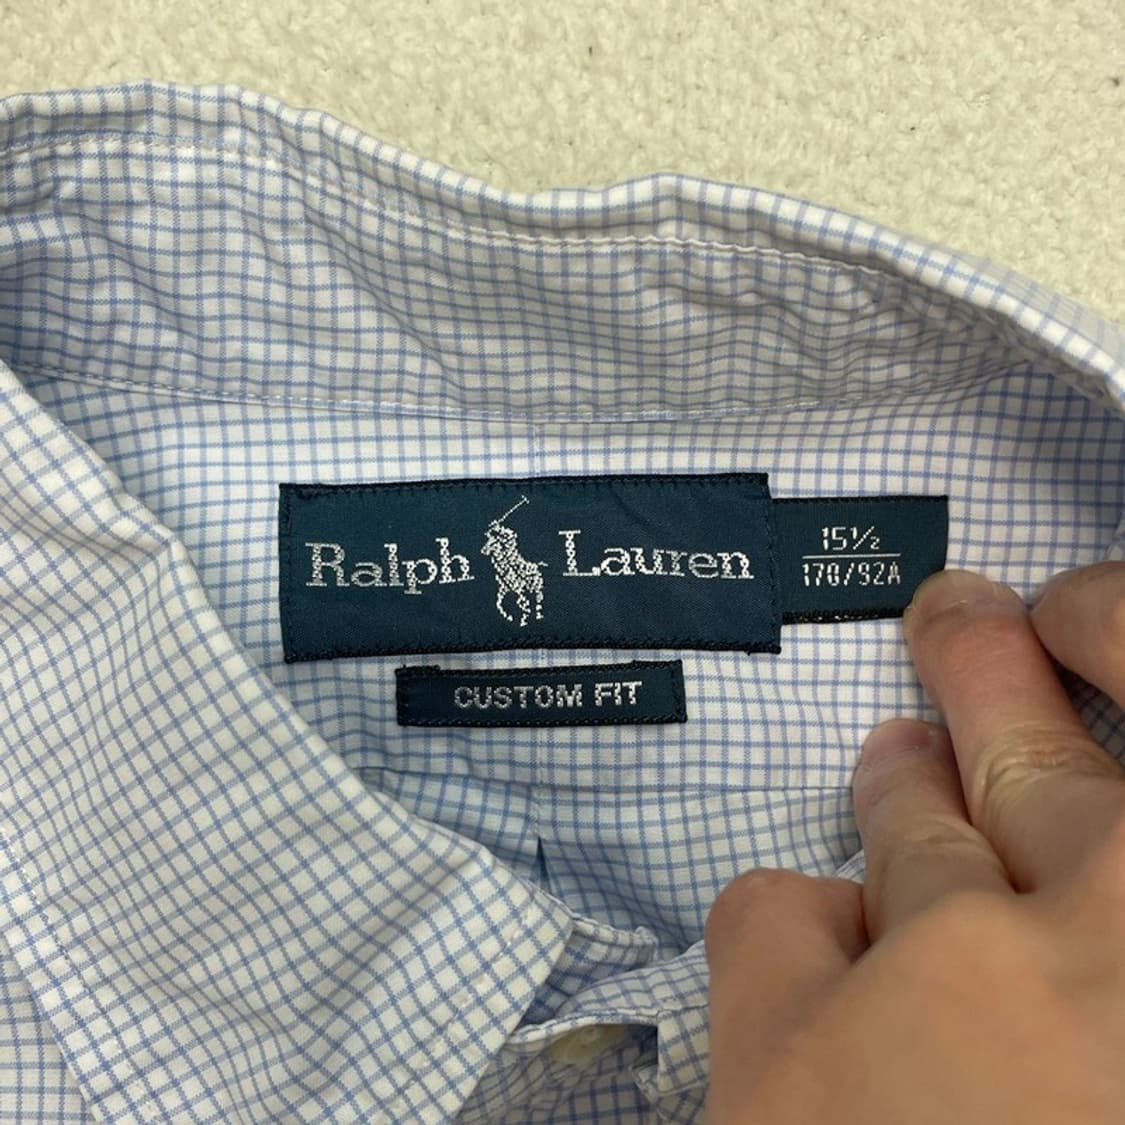 Ralph Lauren
15½
170/92A
CUSTOM FIT